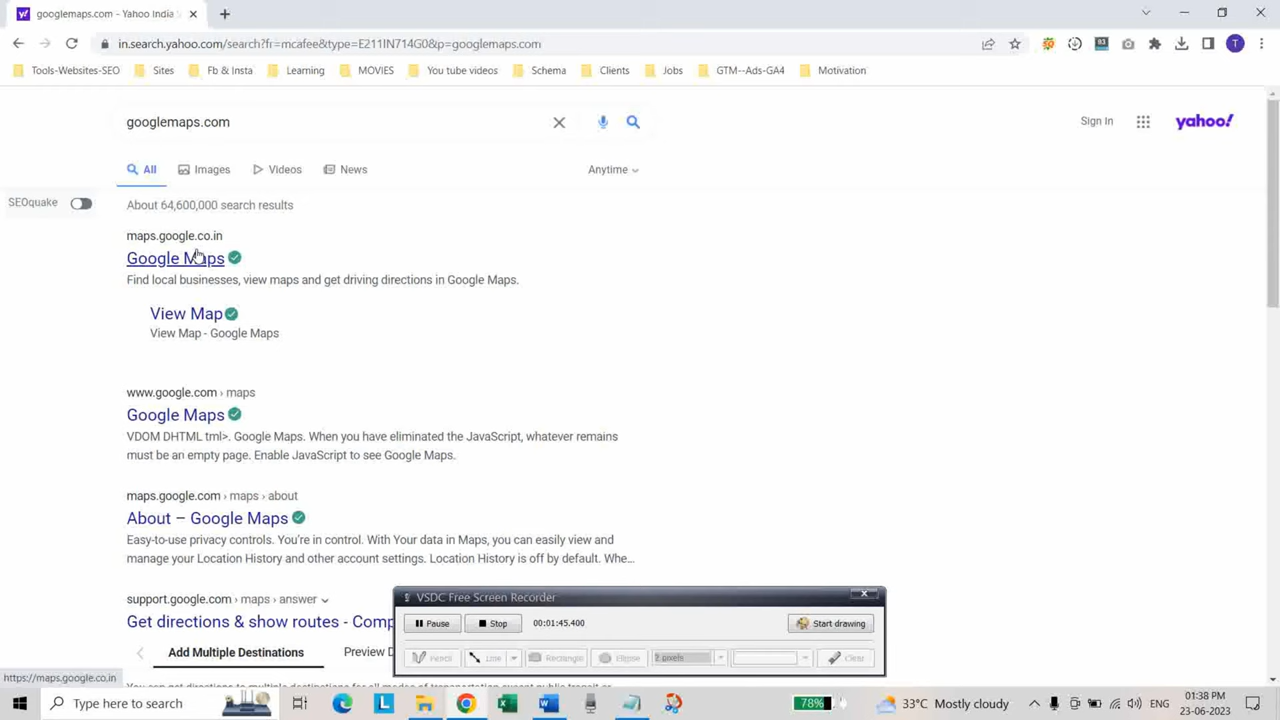 googlemaps.com - Yahoo India
in.search.yahoo.com/search?fr=mcafee&type=E211IN714G0&p=googlemaps.com
Tools-Websites-SEO Sites Fb & Insta Learning MOVIES You tube videos Schema Clients Jobs GTM--Ads-GA4 Motivation
googlemaps.com
Sign In
yahoo!
All Images Videos News Anytime
SEOquake
About 64,600,000 search results
maps.google.co.in
Google Maps
Find local businesses, view maps and get driving directions in Google Maps.
View Map
View Map - Google Maps
www.google.com › maps
Google Maps
VDOM DHTML tml>. Google Maps. When you have eliminated the JavaScript, whatever remains
must be an empty page. Enable JavaScript to see Google Maps.
maps.google.com › maps › about
About – Google Maps
Easy-to-use privacy controls. You're in control. With Your data in Maps, you can easily view and
manage your Location History and other account settings. Location History is off by default. Whe...
support.google.com › maps › answer
Get directions & show routes - Comp
Add Multiple Destinations Preview D
VSDC Free Screen Recorder
Pause Stop 00:01:45.400 Start drawing
Pencil Line Rectangle Ellipse 2 pixels Clear
https://maps.google.co.in
Type here to search
78%
33°C Mostly cloudy
ENG
01:38 PM
23-06-2023